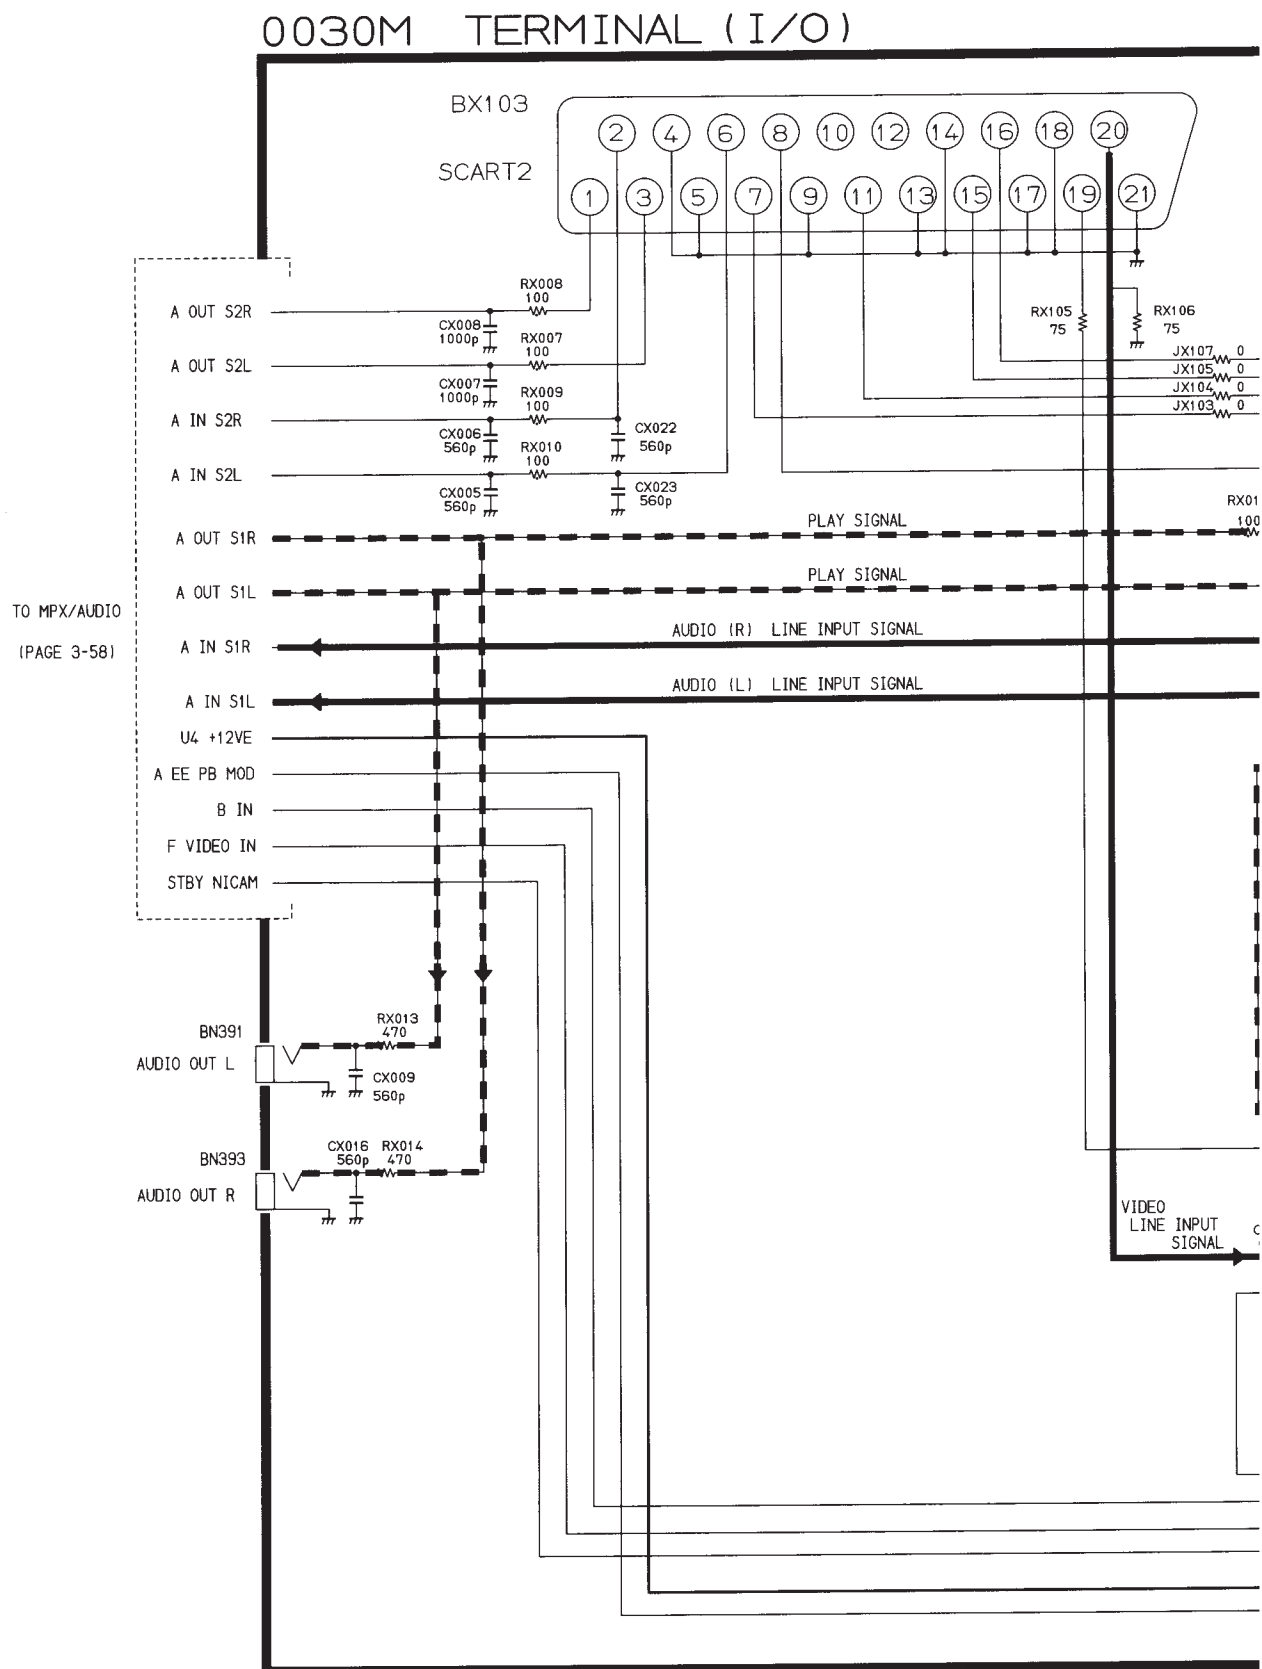 0030M TERMINAL (I/O)
BX103
SCART2
2 4 6 8 10 12 14 16 18 20
1 3 5 7 9 11 13 15 17 19 21
A OUT S2R
CX008
1000p
RX008
100
A OUT S2L
CX007
1000p
RX007
100
A IN S2R
CX006
560p
RX009
100
CX022
560p
A IN S2L
CX005
560p
RX010
100
CX023
560p
RX105
75
RX106
75
JX107 0
JX105 0
JX104 0
JX103 0
RX01
100
A OUT S1R
PLAY SIGNAL
A OUT S1L
PLAY SIGNAL
TO MPX/AUDIO
(PAGE 3-58)
A IN S1R
AUDIO (R) LINE INPUT SIGNAL
A IN S1L
AUDIO (L) LINE INPUT SIGNAL
U4 +12VE
A EE PB MOD
B IN
F VIDEO IN
STBY NICAM
BN391
AUDIO OUT L
RX013
470
CX009
560p
BN393
AUDIO OUT R
CX016
560p
RX014
470
VIDEO
LINE INPUT
SIGNAL